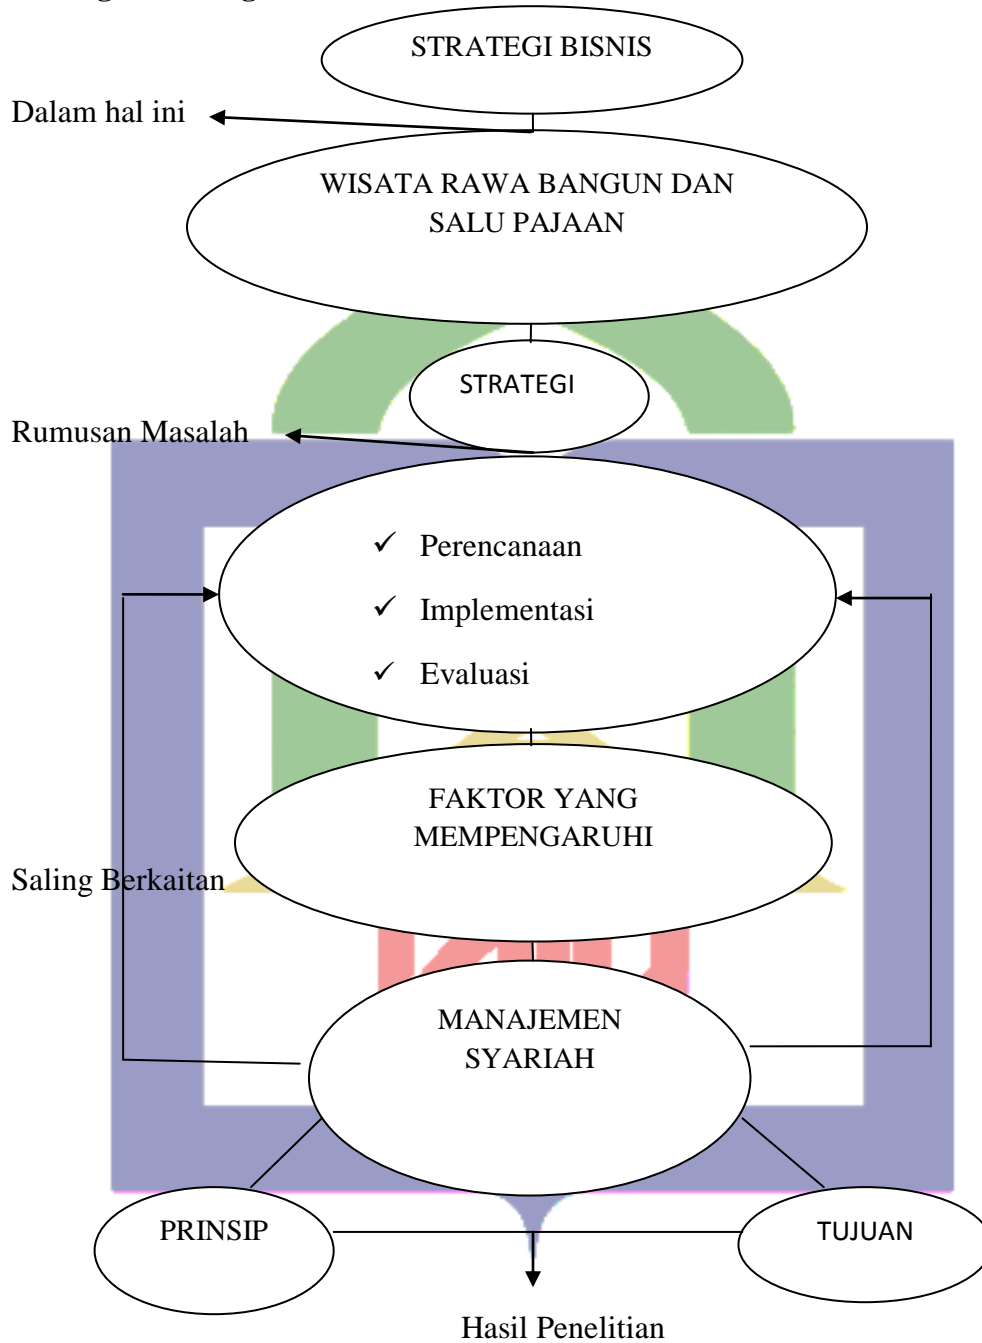 STRATEGI BISNIS
Dalam hal ini
WISATA RAWA BANGUN DAN
SALU PAJAAN
STRATEGI
Rumusan Masalah
✓ Perencanaan
✓ Implementasi
✓ Evaluasi
FAKTOR YANG
MEMPENGARUHI
Saling Berkaitan
MANAJEMEN
SYARIAH
PRINSIP
TUJUAN
Hasil Penelitian